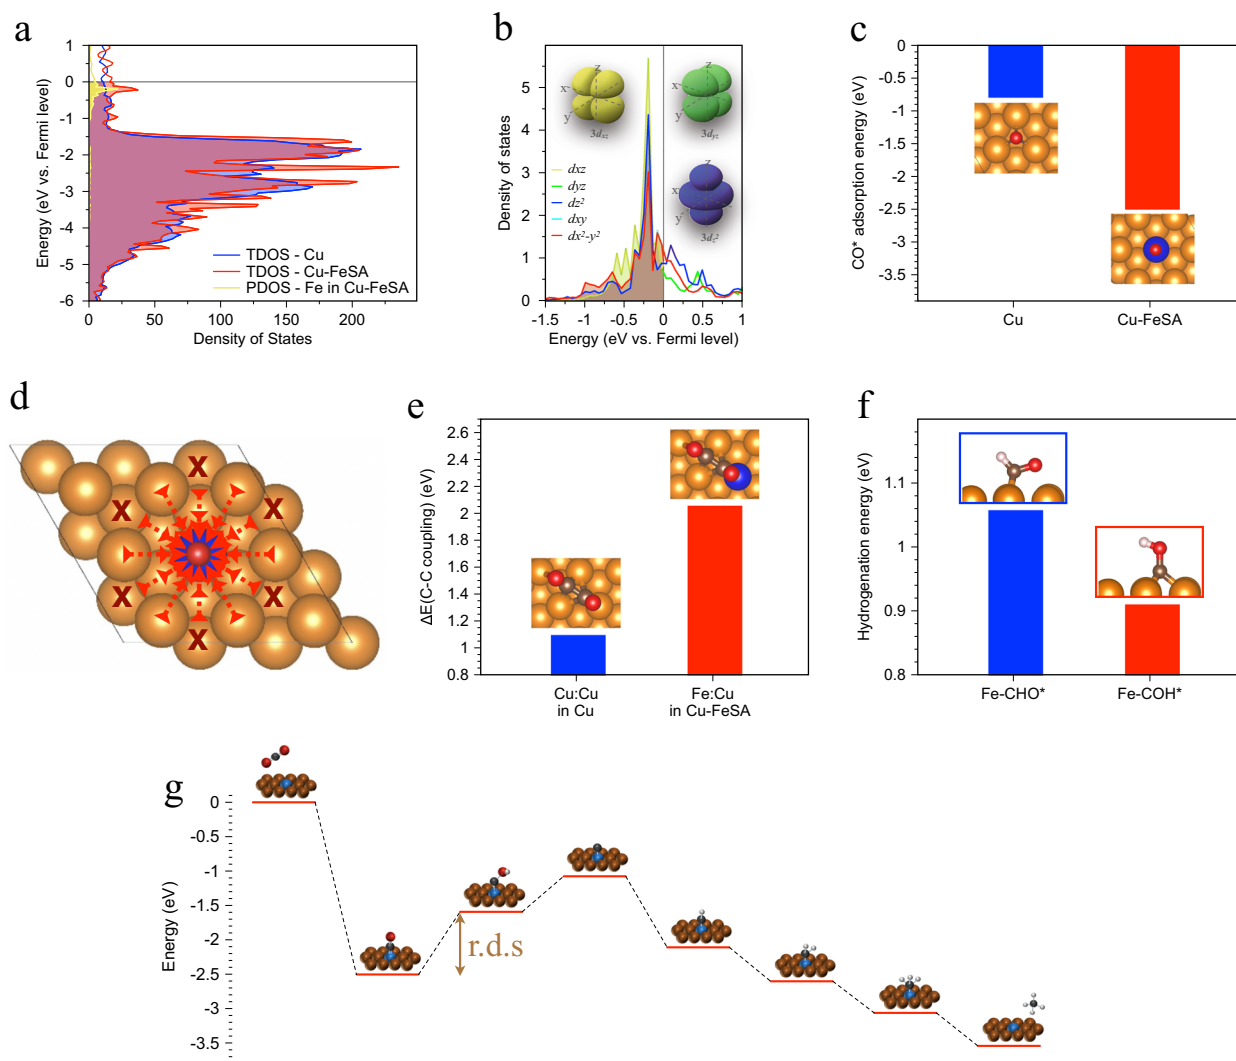 a
1
0
-1
-2
-3
-4
-5
-6
Energy (eV vs. Fermi level)
TDOS - Cu
TDOS - Cu-FeSA
PDOS - Fe in Cu-FeSA
0 50 100 150 200
Density of States
b
5
4
3
2
1
0
Density of states
z
x
y
3dxz
z
x
y
3dyz
z
x
y
3dz²
dxz
dyz
dz²
dxy
dx²-y²
-1.5 -1 -0.5 0 0.5 1
Energy (eV vs. Fermi level)
c
0
-0.5
-1
-1.5
-2
-2.5
-3
-3.5
CO* adsorption energy (eV)
Cu Cu-FeSA
d
X
X X
X X
X
e
2.6
2.4
2.2
2
1.8
1.6
1.4
1.2
1
0.8
ΔE(C-C coupling) (eV)
Cu:Cu
in Cu
Fe:Cu
in Cu-FeSA
f
1.1
1
0.9
0.8
Hydrogenation energy (eV)
Fe-CHO* Fe-COH*
g
0
-0.5
-1
-1.5
-2
-2.5
-3
-3.5
Energy (eV)
r.d.s